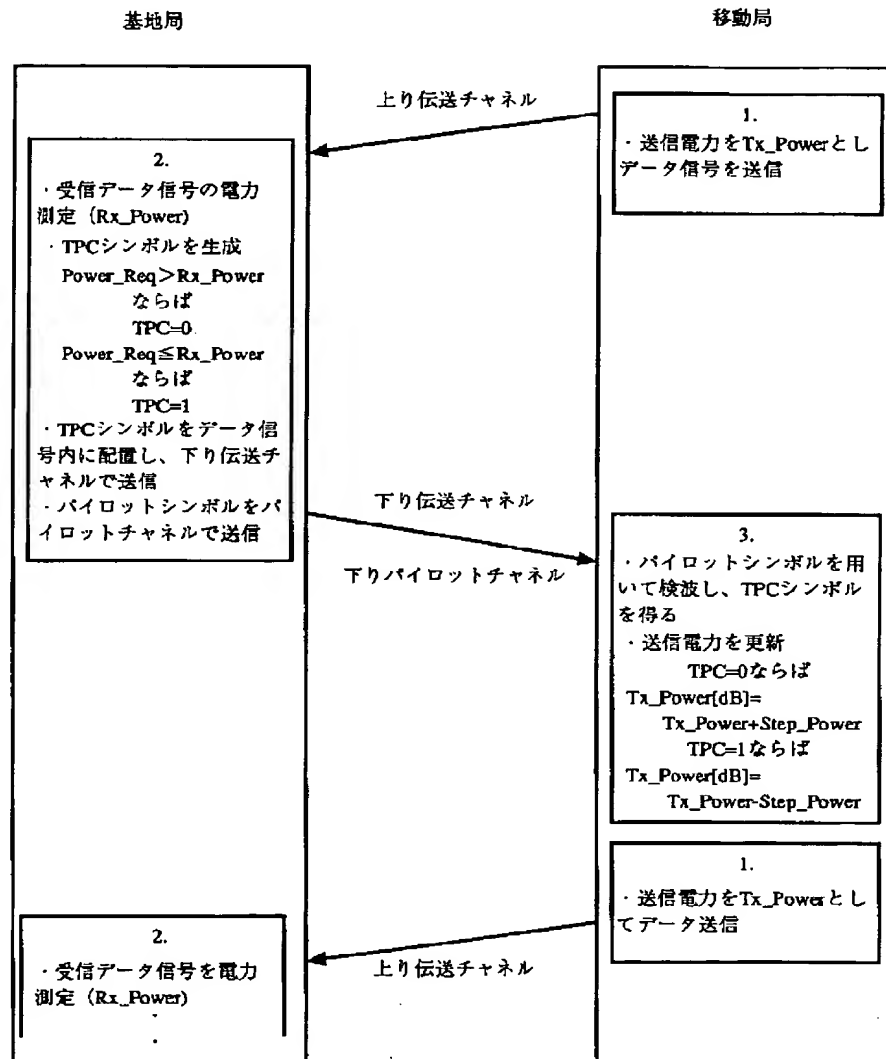 基地局
移動局
上り伝送チャネル
1.
・送信電力をTx_Powerとし
データ信号を送信
2.
・受信データ信号の電力
測定（Rx_Power)
・TPCシンボルを生成
Power_Req＞Rx_Power
ならば
TPC=0
Power_Req≦Rx_Power
ならば
TPC=1
・TPCシンボルをデータ信
号内に配置し、下り伝送チ
ャネルで送信
・パイロットシンボルをパ
イロットチャネルで送信
下り伝送チャネル
下りパイロットチャネル
3.
・パイロットシンボルを用
いて検波し、TPCシンボル
を得る
・送信電力を更新
TPC=0ならば
Tx_Power[dB]=
Tx_Power+Step_Power
TPC=1ならば
Tx_Power[dB]=
Tx_Power-Step_Power
1.
・送信電力をTx_Powerとし
てデータ送信
上り伝送チャネル
2.
・受信データ信号を電力
測定（Rx_Power)
・
・